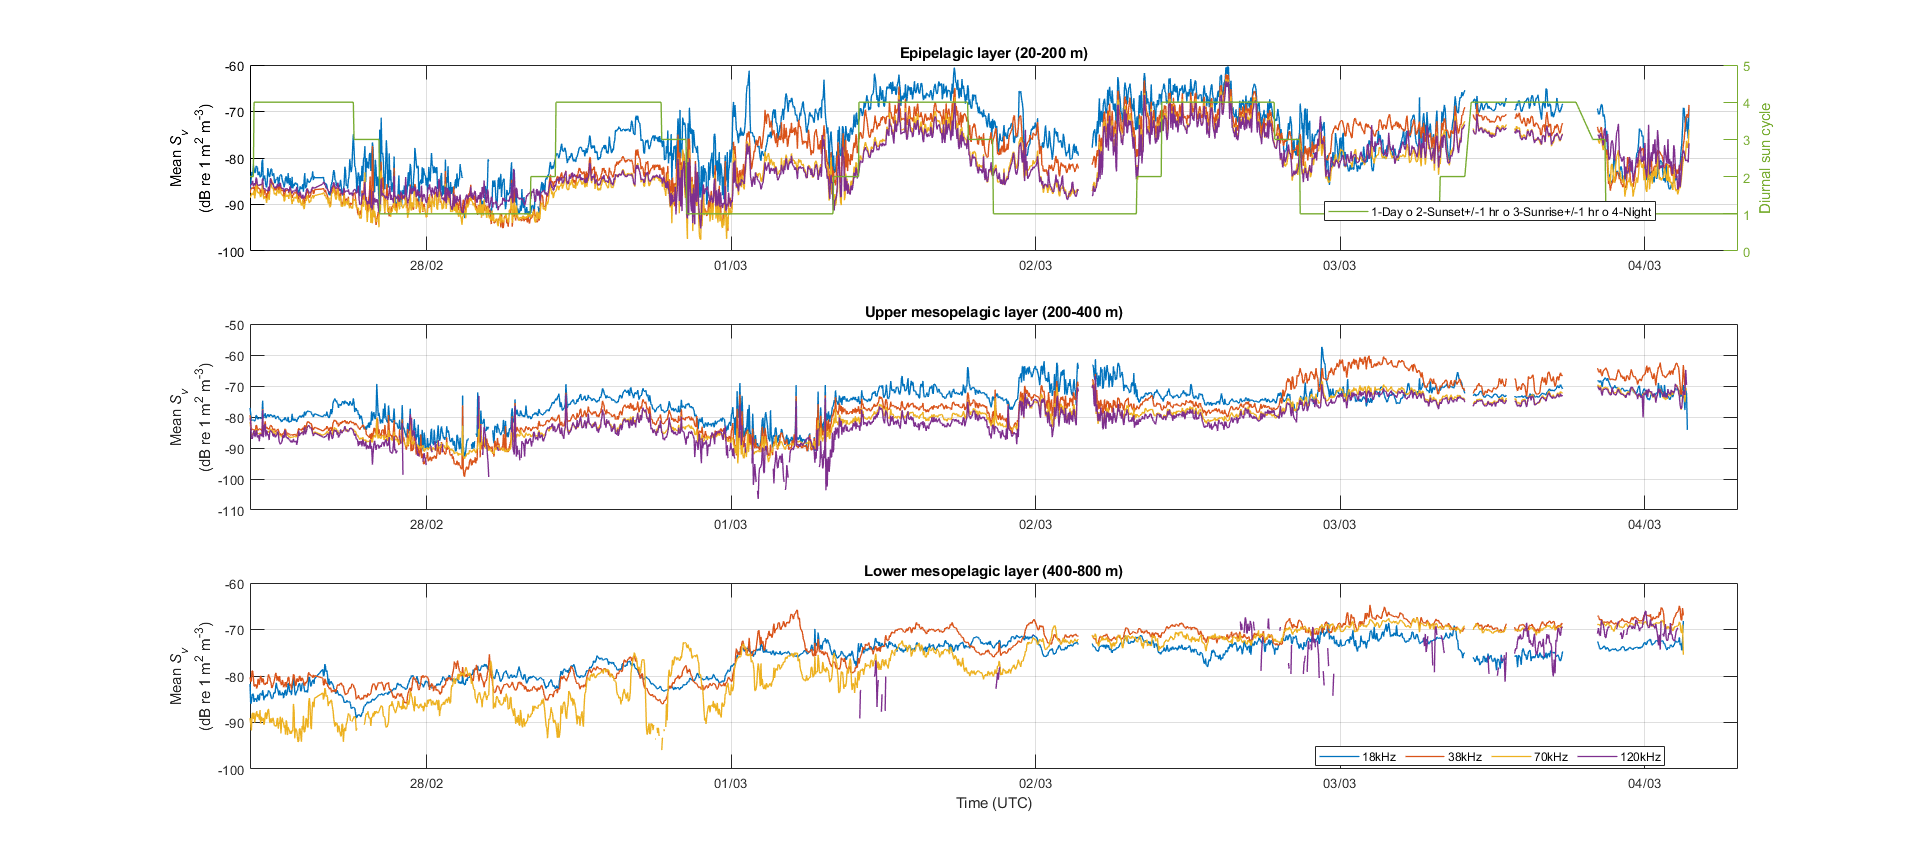 Epipelagic layer (20-200 m)
Mean Sv
(dB re 1 m² m⁻³)
-60
-70
-80
-90
-100
5
4
3
2
1
0
Diurnal sun cycle
1-Day o 2-Sunset+/-1 hr o 3-Sunrise+/-1 hr o 4-Night
28/02 01/03 02/03 03/03 04/03
Upper mesopelagic layer (200-400 m)
Mean Sv
(dB re 1 m² m⁻³)
-50
-60
-70
-80
-90
-100
-110
28/02 01/03 02/03 03/03 04/03
Lower mesopelagic layer (400-800 m)
Mean Sv
(dB re 1 m² m⁻³)
-60
-70
-80
-90
-100
18kHz 38kHz 70kHz 120kHz
28/02 01/03 02/03 03/03 04/03
Time (UTC)